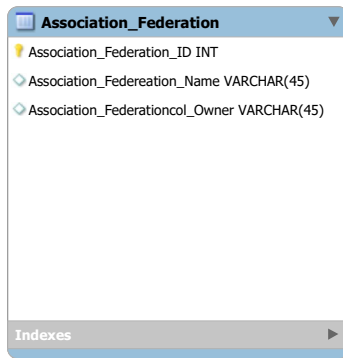 Association_Federation
Association_Federation_ID INT
Association_Federeation_Name VARCHAR(45)
Association_Federationcol_Owner VARCHAR(45)
Indexes